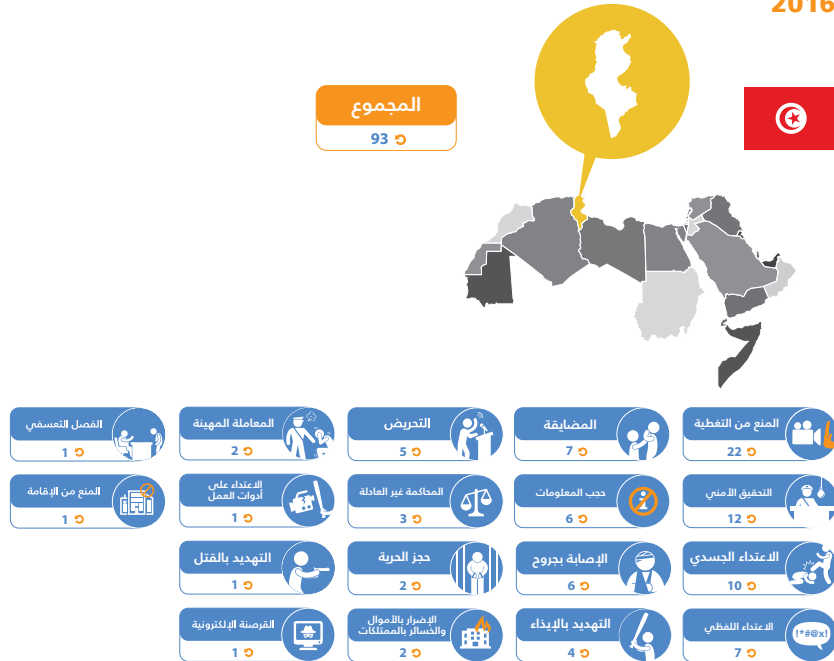 2016
المجموع
93
المنع من التغطية
22
المضايقة
7
التحريض
5
المعاملة المهينة
2
الفصل التعسفي
1
التحقيق الأمني
12
حجب المعلومات
6
المحاكمة غير العادلة
3
الاعتداء على
أدوات العمل
1
المنع من الإقامة
1
الاعتداء الجسدي
10
الإصابة بجروح
6
حجز الحرية
2
التهديد بالقتل
1
!*#@x!
الاعتداء اللفظي
7
التهديد بالإيذاء
4
الإضرار بالأموال
والخسائر بالممتلكات
2
القرصنة الإلكترونية
1